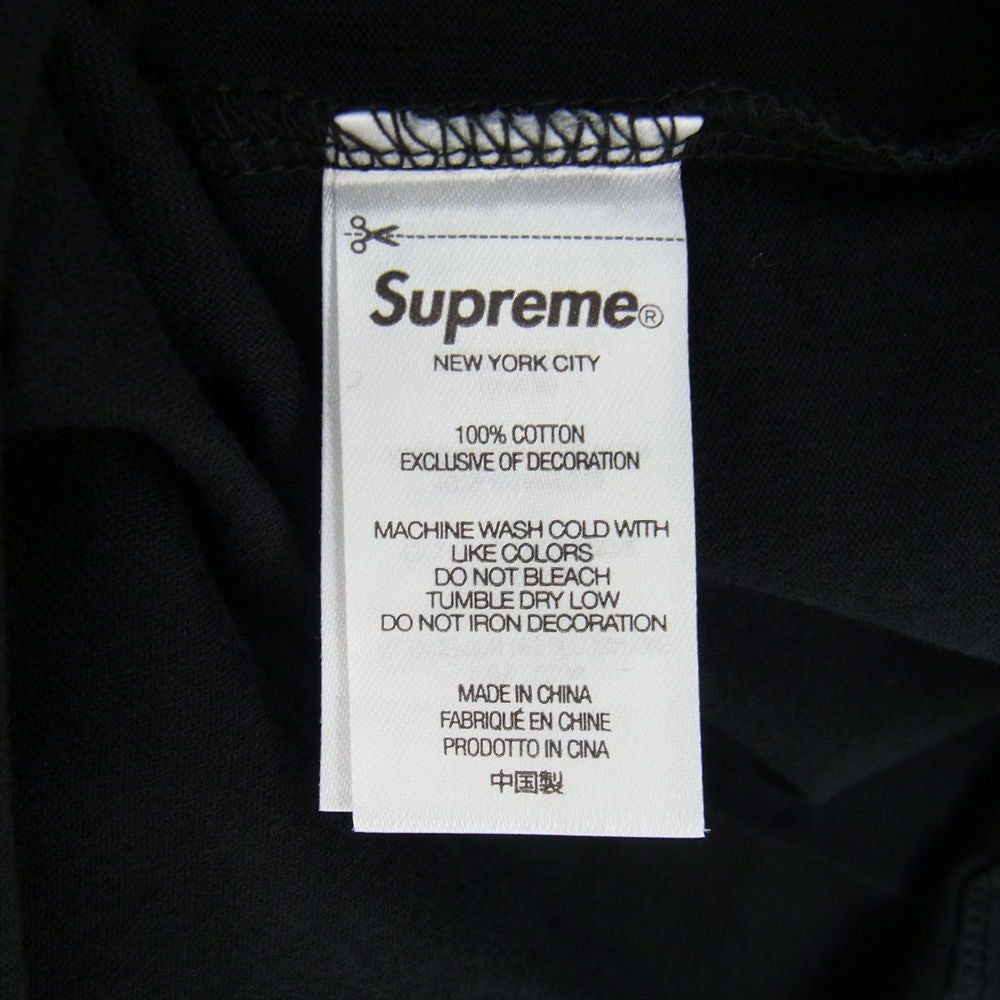 Supreme®
NEW YORK CITY
100% COTTON
EXCLUSIVE OF DECORATION
MACHINE WASH COLD WITH
LIKE COLORS
DO NOT BLEACH
TUMBLE DRY LOW
DO NOT IRON DECORATION
MADE IN CHINA
FABRIQUÉ EN CHINE
PRODOTTO IN CINA
中国製